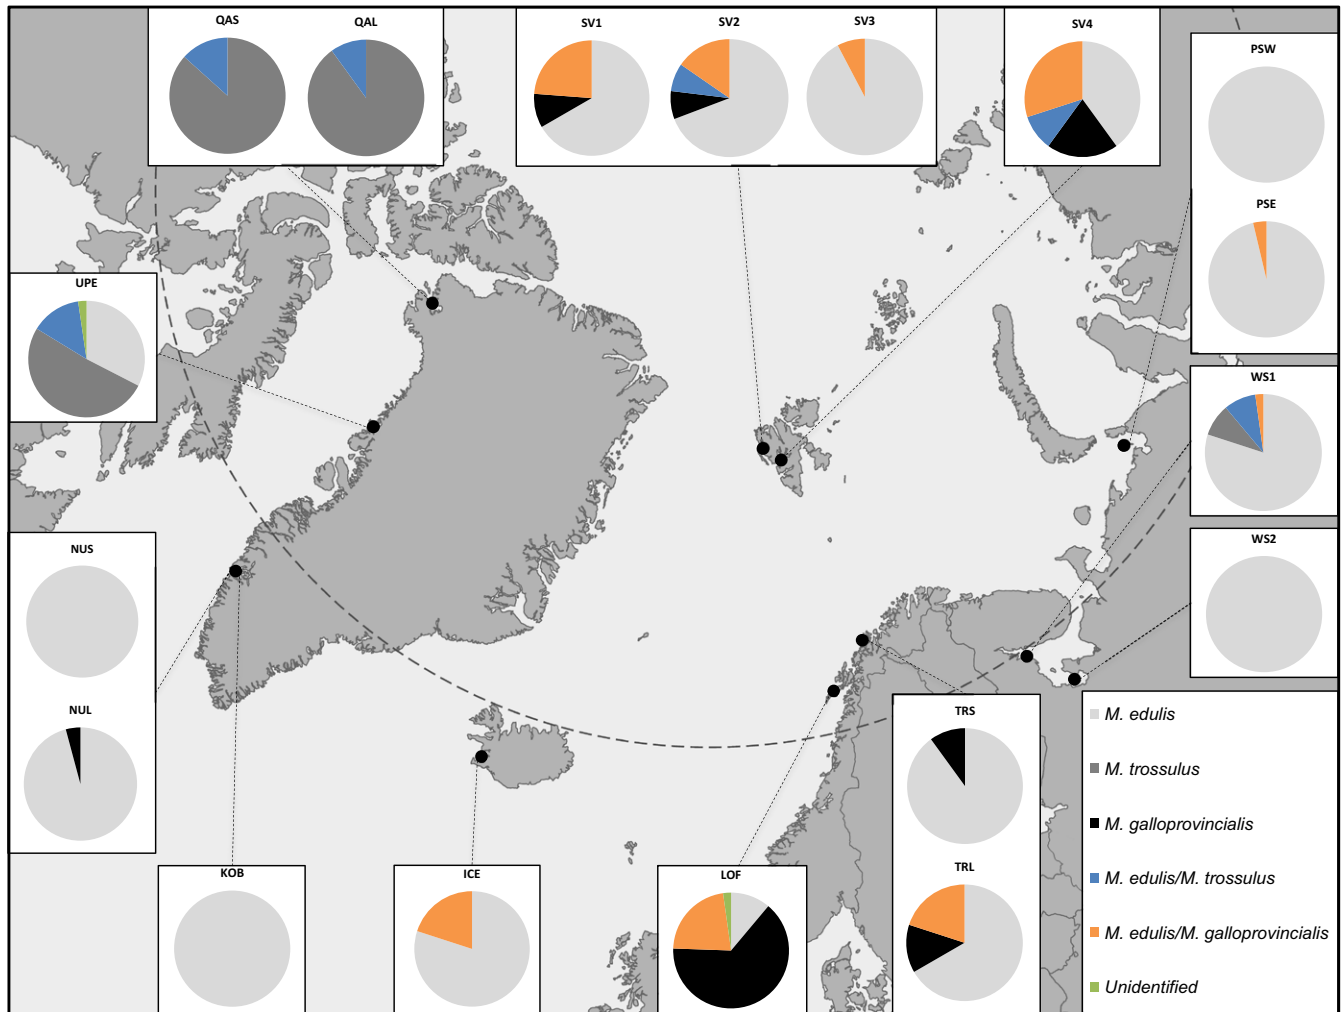 QAS
QAL
SV1
SV2
SV3
SV4
PSW
PSE
UPE
WS1
WS2
NUS
NUL
KOB
ICE
LOF
TRS
TRL
M. edulis
M. trossulus
M. galloprovincialis
M. edulis/M. trossulus
M. edulis/M. galloprovincialis
Unidentified